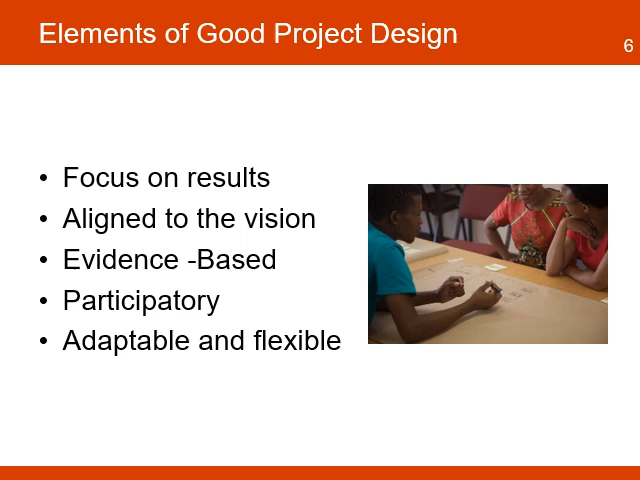 Elements of Good Project Design
6
• Focus on results
• Aligned to the vision
• Evidence -Based
• Participatory
• Adaptable and flexible